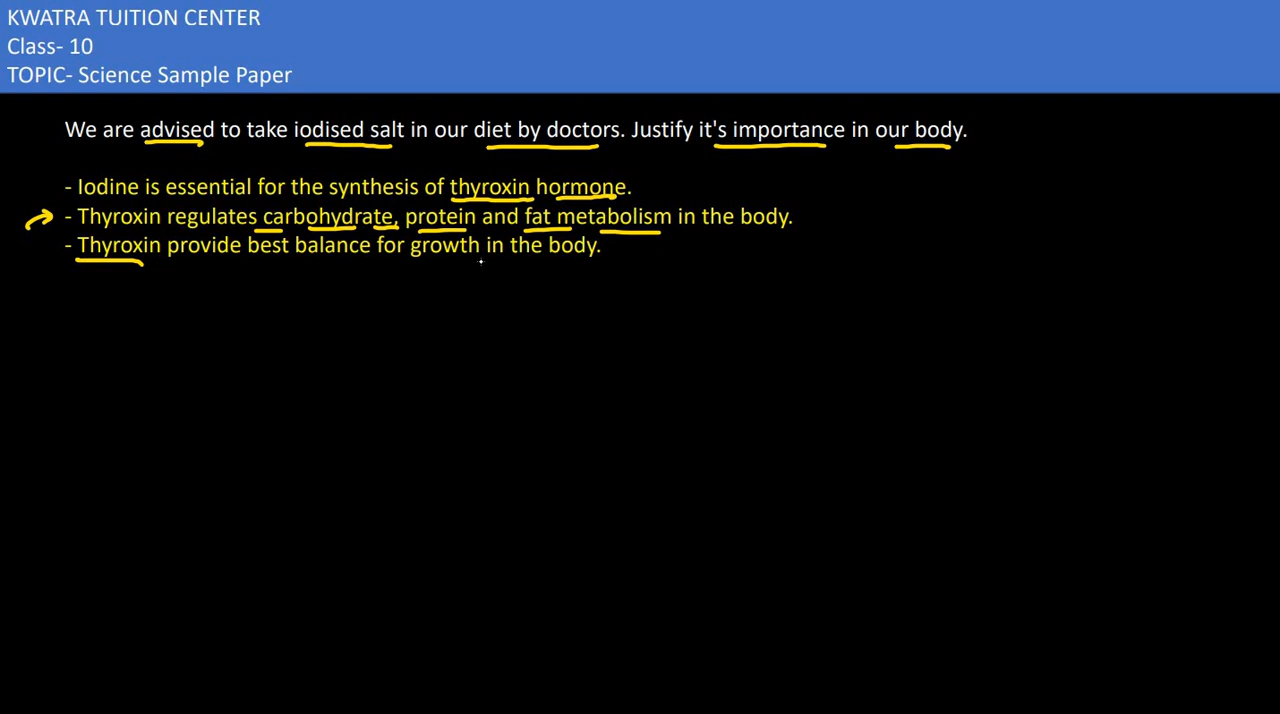 KWATRA TUITION CENTER
Class- 10
TOPIC- Science Sample Paper
We are advised to take iodised salt in our diet by doctors. Justify it's importance in our body.
- Iodine is essential for the synthesis of thyroxin hormone.
- Thyroxin regulates carbohydrate, protein and fat metabolism in the body.
- Thyroxin provide best balance for growth in the body.